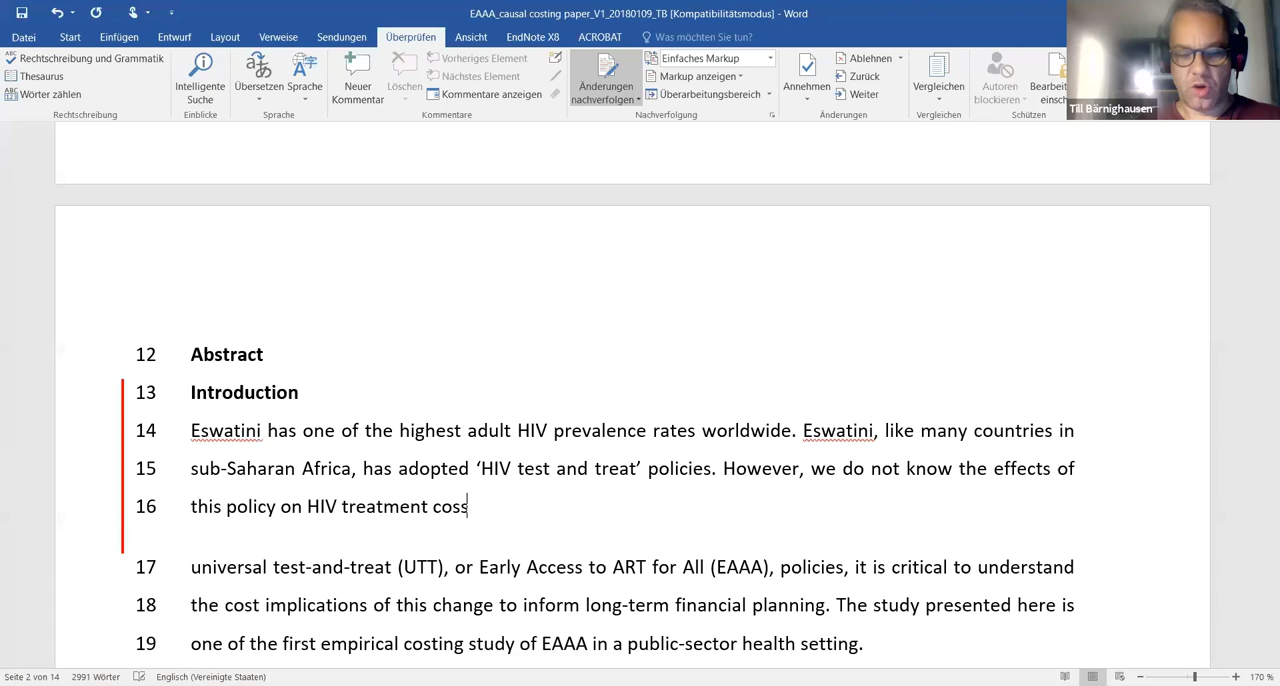 EAAA_causal costing paper_V1_20180109_TB [Kompatibilitätsmodus] - Word
Datei Start Einfügen Entwurf Layout Verweise Sendungen Überprüfen Ansicht EndNote X8 ACROBAT Was möchten Sie tun?
Rechtschreibung und Grammatik
Thesaurus
Wörter zählen
Rechtschreibung
Intelligente Suche
Einblicke
Übersetzen Sprache
Sprache
Neuer Kommentar
Löschen
Vorheriges Element
Nächstes Element
Kommentare anzeigen
Kommentare
Änderungen nachverfolgen
Einfaches Markup
Markup anzeigen
Überarbeitungsbereich
Nachverfolgung
Annehmen
Ablehnen
Zurück
Weiter
Änderungen
Vergleichen
Vergleichen
Autoren blockieren
Bearbeit
einsch
Schützen
Till Bärnighausen
12 Abstract
13 Introduction
14 Eswatini has one of the highest adult HIV prevalence rates worldwide. Eswatini, like many countries in
15 sub-Saharan Africa, has adopted ‘HIV test and treat’ policies. However, we do not know the effects of
16 this policy on HIV treatment coss
17 universal test-and-treat (UTT), or Early Access to ART for All (EAAA), policies, it is critical to understand
18 the cost implications of this change to inform long-term financial planning. The study presented here is
19 one of the first empirical costing study of EAAA in a public-sector health setting.
Seite 2 von 14 2991 Wörter Englisch (Vereinigte Staaten) 170 %